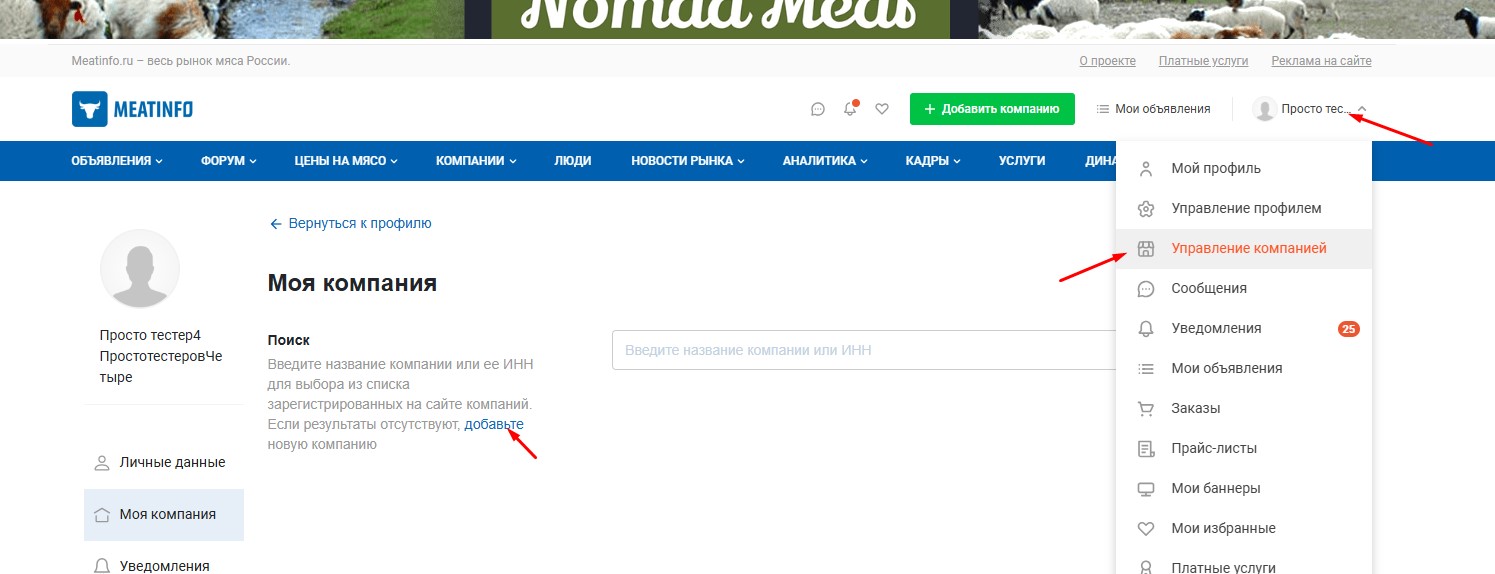 Nomad Meat
Meatinfo.ru – весь рынок мяса России.
О проекте Платные услуги Реклама на сайте
MEATINFO
+ Добавить компанию
Мои объявления
Просто тес...
ОБЪЯВЛЕНИЯ ФОРУМ ЦЕНЫ НА МЯСО КОМПАНИИ ЛЮДИ НОВОСТИ РЫНКА АНАЛИТИКА КАДРЫ УСЛУГИ ДИНА
Вернуться к профилю
Моя компания
Просто тестер4
ПростотестеровЧе
тыре
Личные данные
Моя компания
Уведомления
Поиск
Введите название компании или ее ИНН
для выбора из списка
зарегистрированных на сайте компаний.
Если результаты отсутствуют, добавьте
новую компанию
Введите название компании или ИНН
Мой профиль
Управление профилем
Управление компанией
Сообщения
Уведомления 25
Мои объявления
Заказы
Прайс-листы
Мои баннеры
Мои избранные
Платные услуги